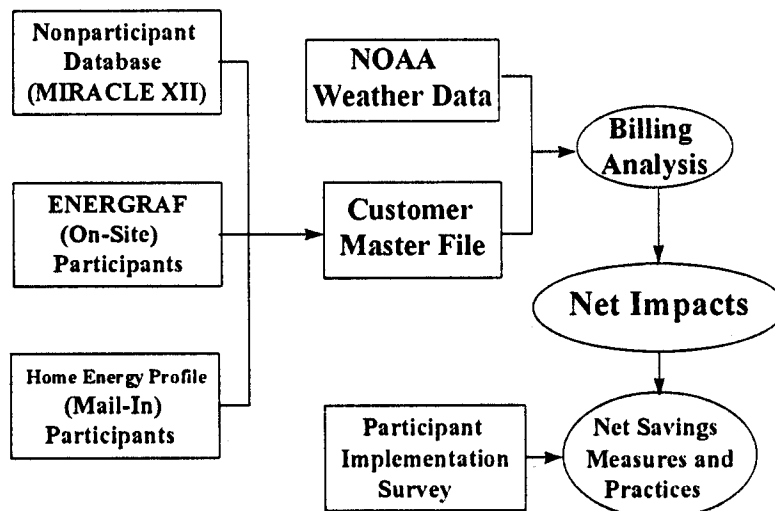 Nonparticipant
Database
(MIRACLE XII)
NOAA
Weather Data
Billing
Analysis
ENERGRAF
(On-Site)
Participants
Customer
Master File
Net Impacts
Home Energy Profile
(Mail-In)
Participants
Participant
Implementation
Survey
Net Savings
Measures and
Practices